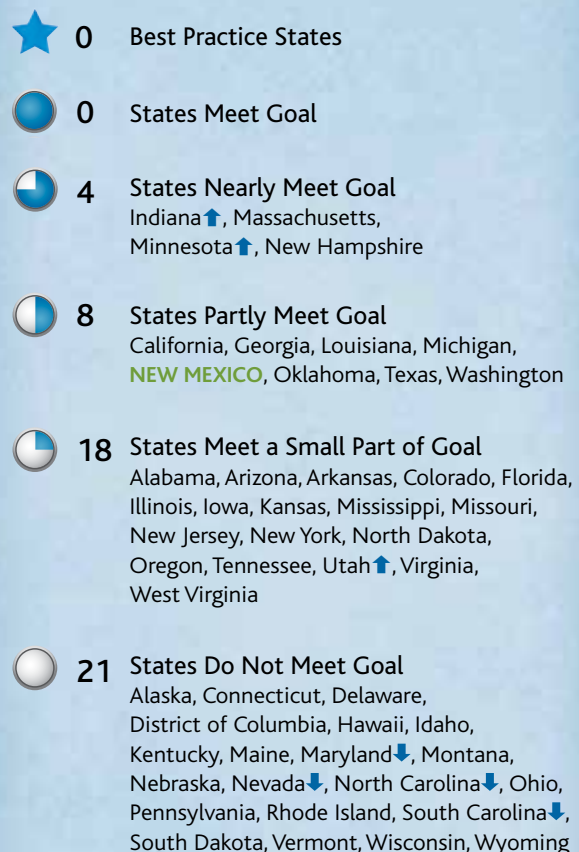 0 Best Practice States
0 States Meet Goal
4 States Nearly Meet Goal
Indiana⬆, Massachusetts,
Minnesota⬆, New Hampshire
8 States Partly Meet Goal
California, Georgia, Louisiana, Michigan,
NEW MEXICO, Oklahoma, Texas, Washington
18 States Meet a Small Part of Goal
Alabama, Arizona, Arkansas, Colorado, Florida,
Illinois, Iowa, Kansas, Mississippi, Missouri,
New Jersey, New York, North Dakota,
Oregon, Tennessee, Utah⬆, Virginia,
West Virginia
21 States Do Not Meet Goal
Alaska, Connecticut, Delaware,
District of Columbia, Hawaii, Idaho,
Kentucky, Maine, Maryland⬇, Montana,
Nebraska, Nevada⬇, North Carolina⬇, Ohio,
Pennsylvania, Rhode Island, South Carolina⬇,
South Dakota, Vermont, Wisconsin, Wyoming